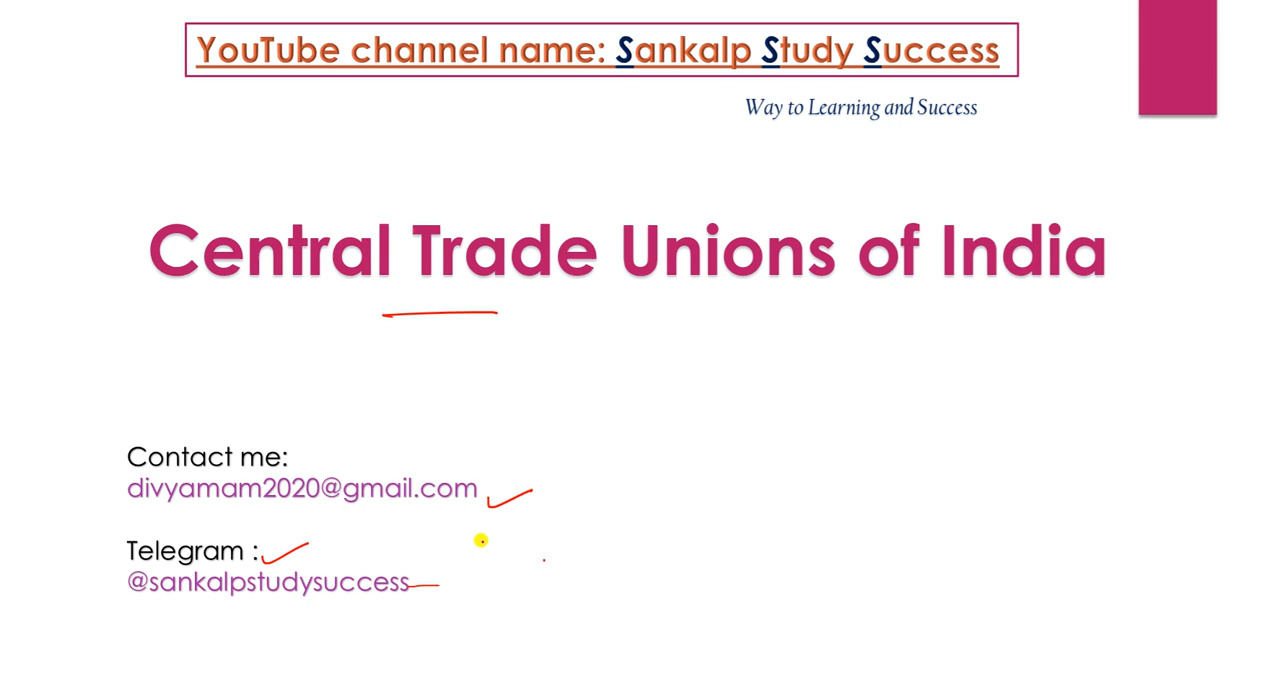 YouTube channel name: Sankalp Study Success
Way to Learning and Success
Central Trade Unions of India
Contact me:
divyamam2020@gmail.com
Telegram :
@sankalpstudysuccess